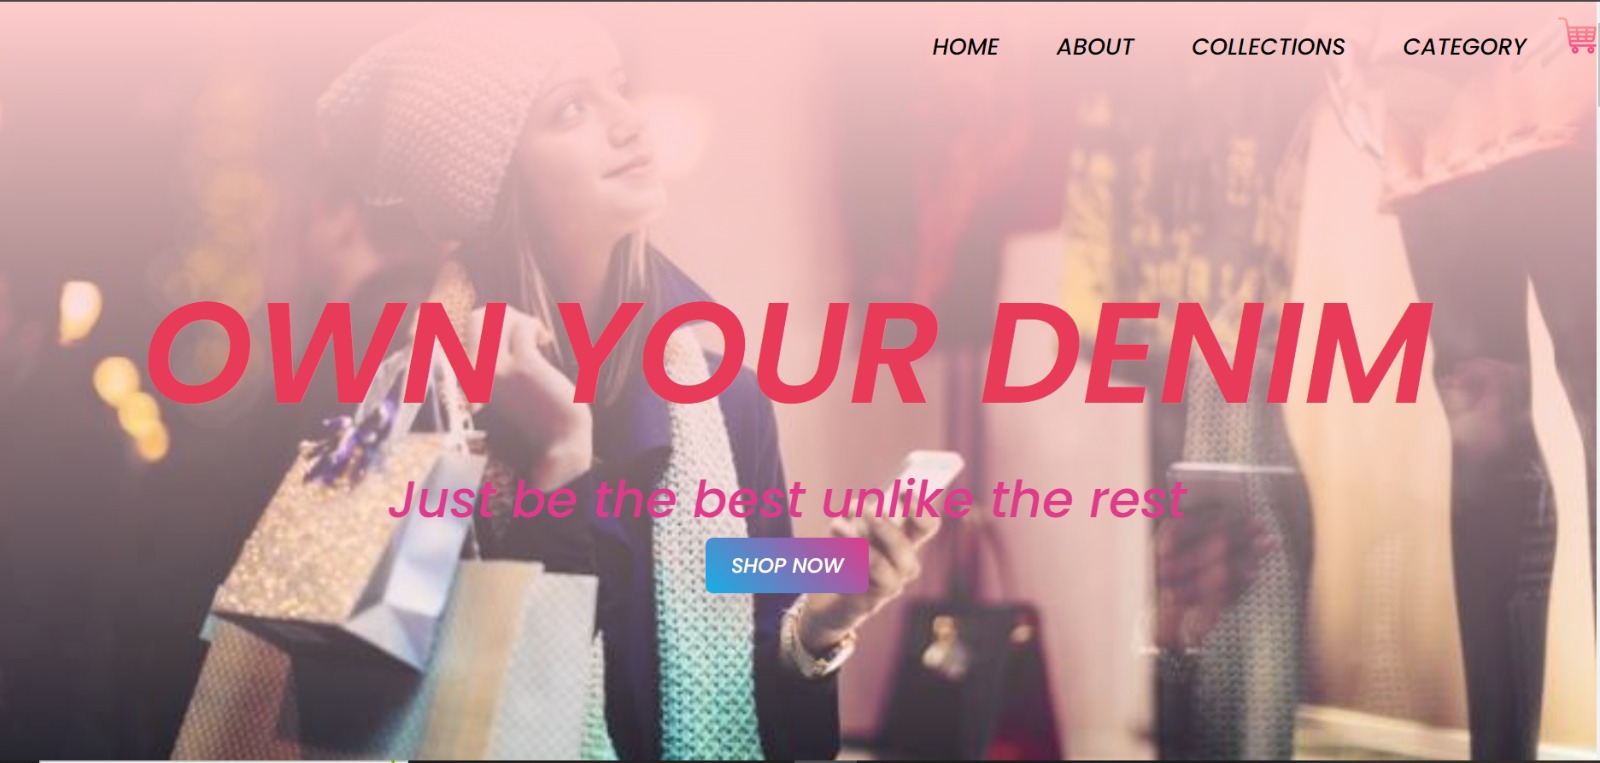 HOME ABOUT COLLECTIONS CATEGORY
OWN YOUR DENIM
Just be the best unlike the rest
SHOP NOW